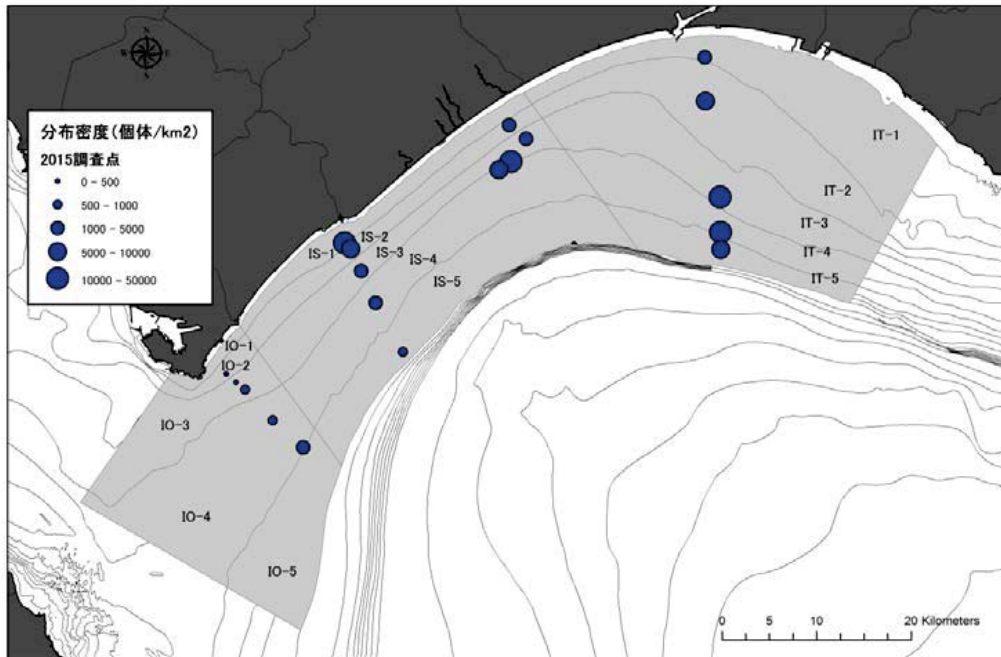 N
W
E
S
分布密度(個体/km2)
2015調査点
0 - 500
500 - 1000
1000 - 5000
5000 - 10000
10000 - 50000
IT-1
IT-2
IT-3
IT-4
IT-5
IS-1
IS-2
IS-3
IS-4
IS-5
IO-1
IO-2
IO-3
IO-4
IO-5
0 5 10 20 Kilometers